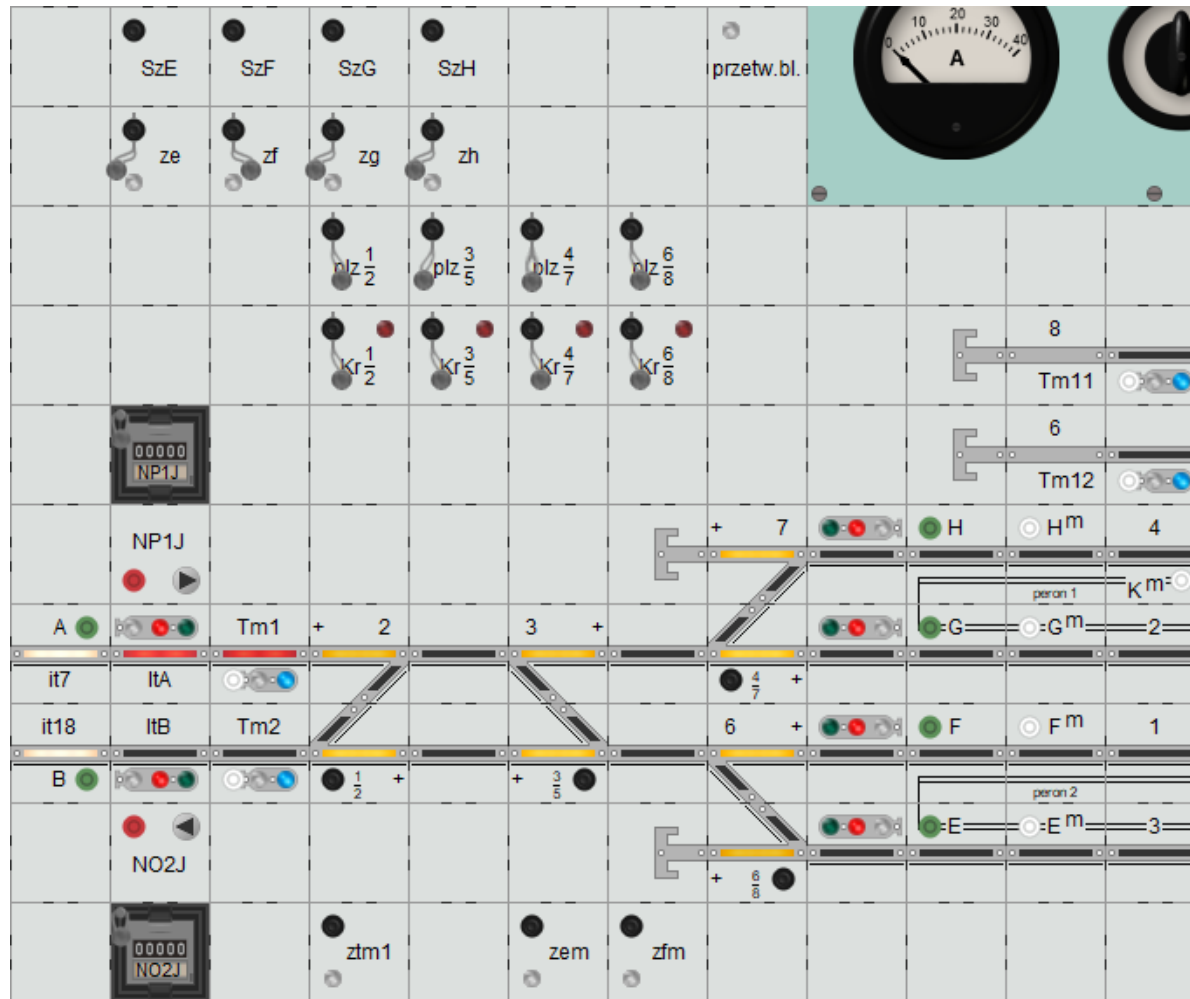 SzE SzF SzG SzH przetw.bl.
0 10 20 30 40
A
ze zf zg zh
plz 1/2 plz 3/5 plz 4/7 plz 6/8
Kr 1/2 Kr 3/5 Kr 4/7 Kr 6/8
8
Tm11
00000
NP1J
6
Tm12
NP1J
+ 7 H Hm 4
peron 1 Km
A Tm1 + 2 3 + G Gm 2
it7 ItA 4/7 +
it18 ItB Tm2 6 + F Fm 1
B 1/2 + + 3/5
peron 2
NO2J
E Em 3
+ 6/8
00000
NO2J
ztm1 zem zfm